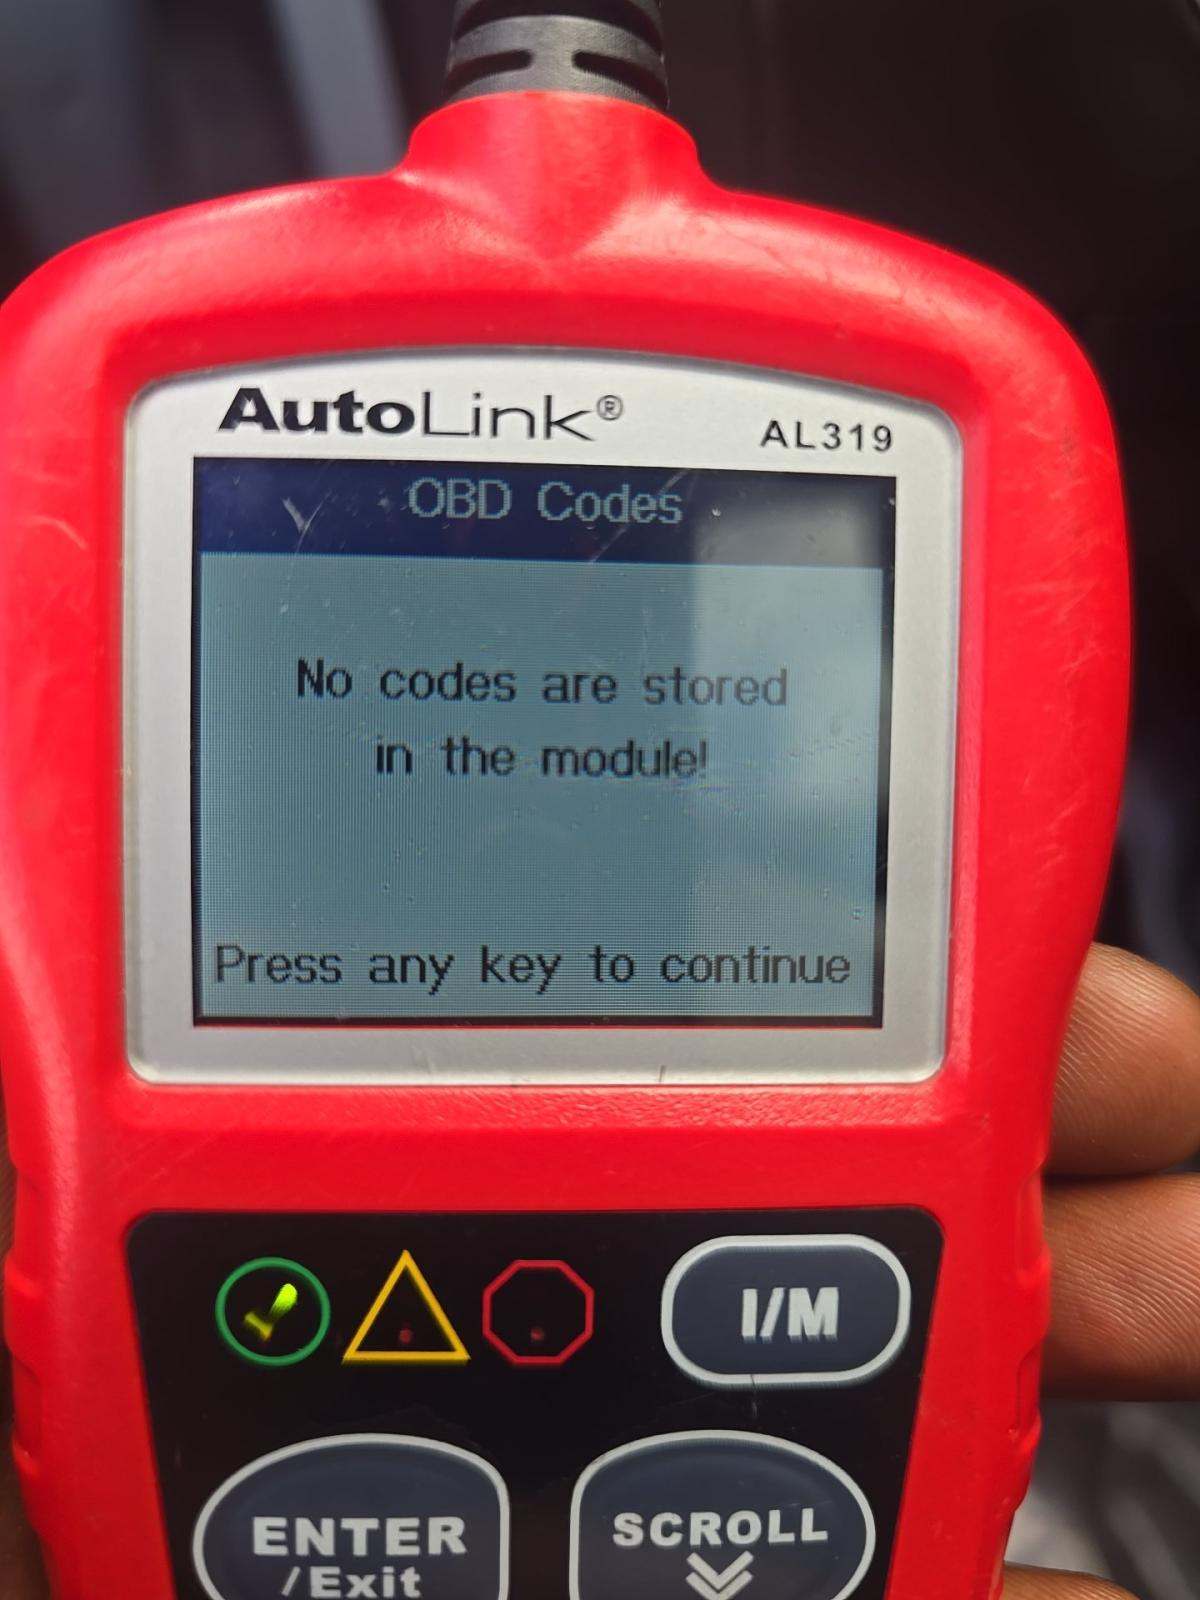 AutoLink®
AL319
OBD Codes
No codes are stored
in the module!
Press any key to continue
I/M
ENTER
/Exit
SCROLL